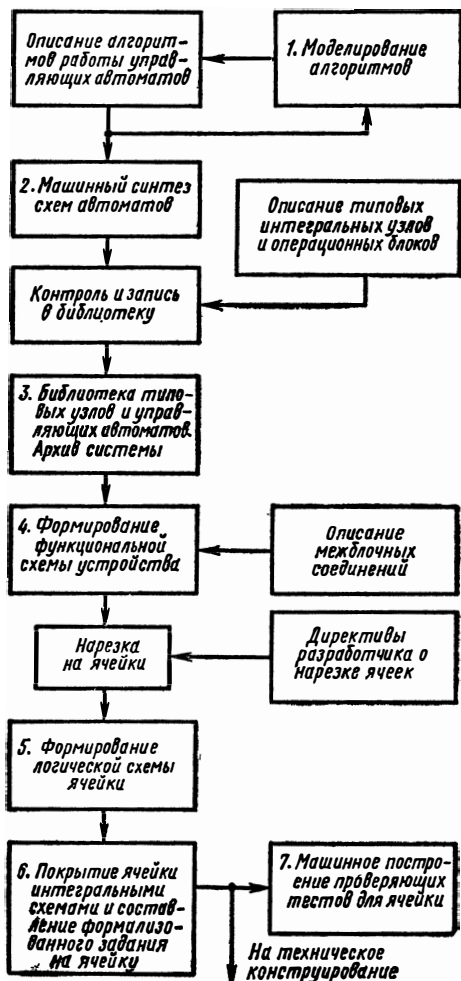 Описание алгорит-
мов работы управ-
ляющих автоматов
1. Моделирование
алгоритмов
2. Машинный синтез
схем автоматов
Описание типовых
интегральных узлов
и операционных блоков
Контроль и запись
в библиотеку
3. Библиотека типо-
вых узлов и управ-
ляющих автоматов.
Архив системы
4. Формирование
функциональной
схемы устройства
Описание
межблочных
соединений
Нарезка
на ячейки
Директивы
разработчика о
нарезке ячеек
5. Формирование
логической схемы
ячейки
6. Покрытие ячейки
интегральными
схемами и состав-
ление формализо-
ванного задания
на ячейку
7. Машинное постро-
ение проверяющих
тестов для ячейки
На техническое
конструирование